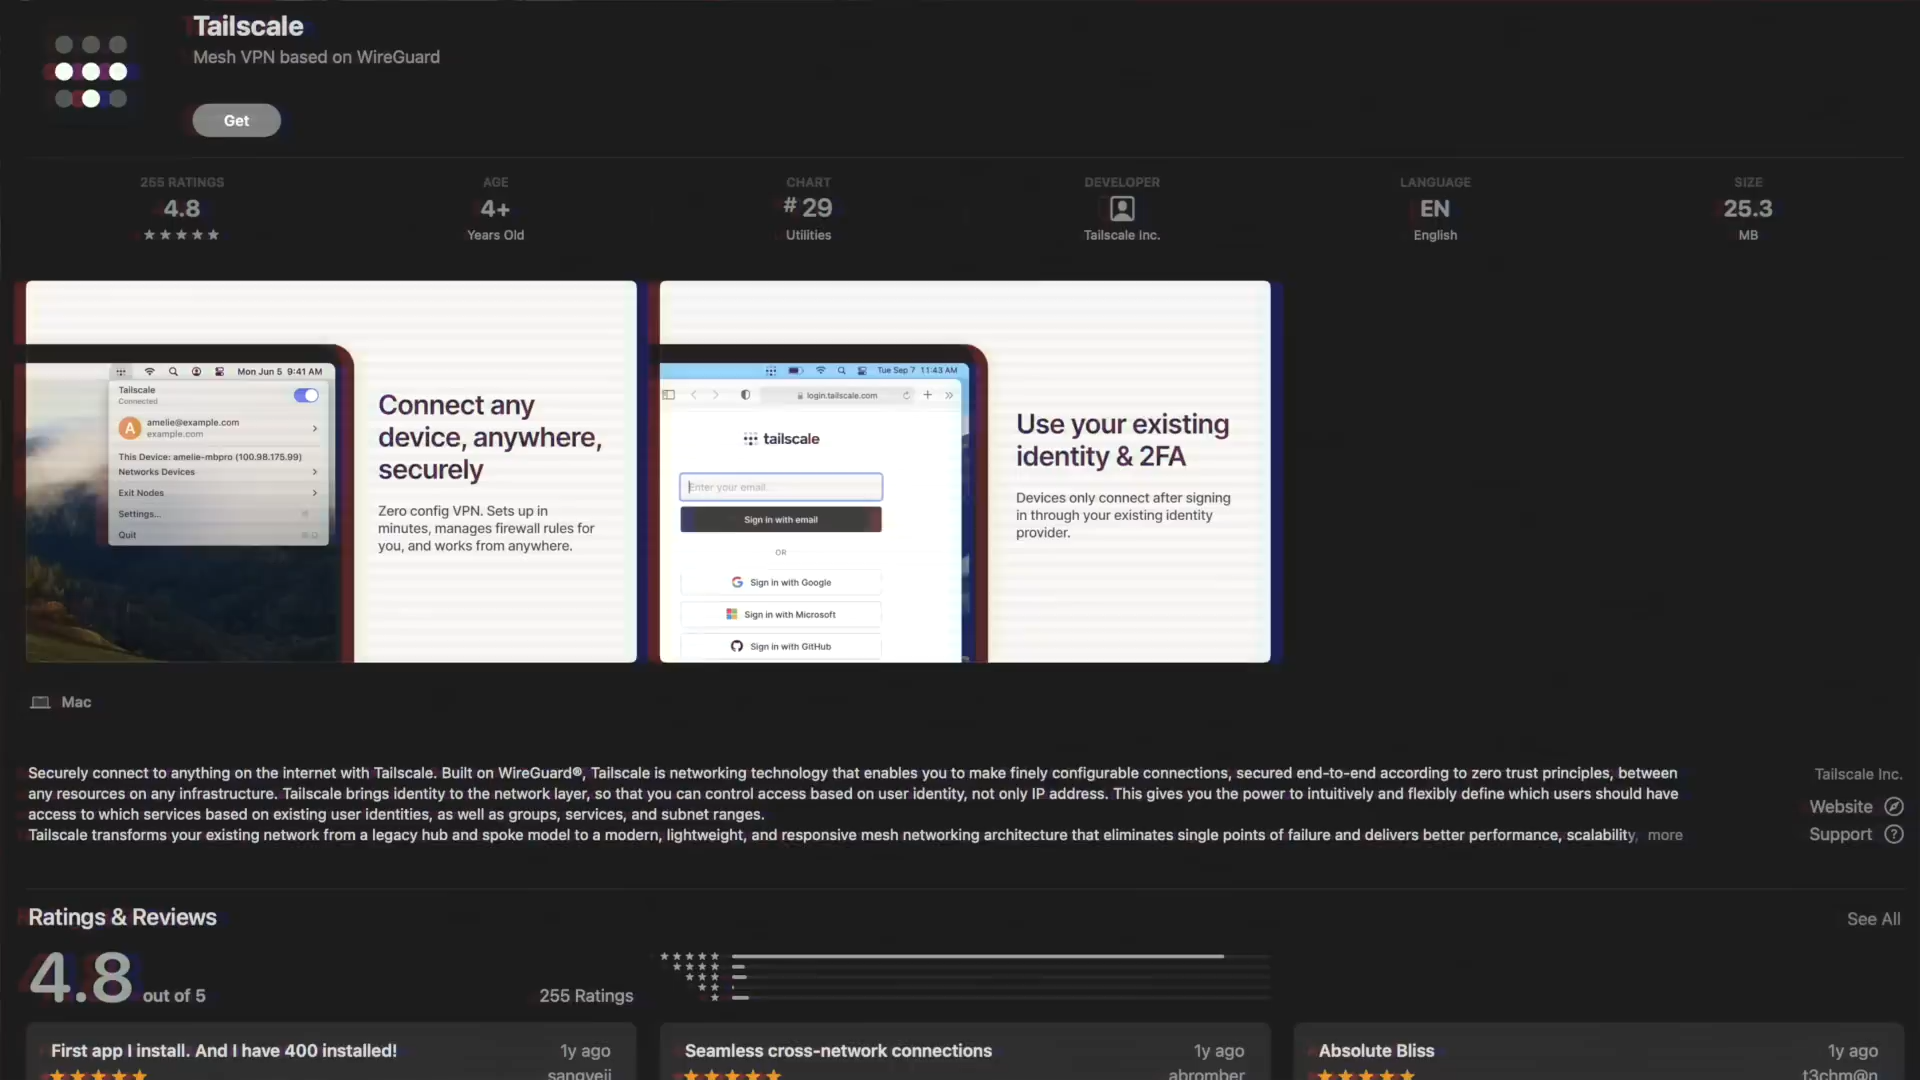 Tailscale
Mesh VPN based on WireGuard
Get
255 RATINGS
4.8
AGE
4+
Years Old
CHART
# 29
Utilities
DEVELOPER
Tailscale Inc.
LANGUAGE
EN
English
SIZE
25.3
MB
Mon Jun 5 9:41 AM
Tailscale
Connected
A
amelie@example.com
example.com
This Device: amelie-mbpro (100.98.175.99)
Networks Devices
Exit Nodes
Settings...
Quit
Connect any
device, anywhere,
securely
Zero config VPN. Sets up in
minutes, manages firewall rules for
you, and works from anywhere.
Tue Sep 7 11:43 AM
login.tailscale.com
tailscale
Enter your email
Sign in with email
OR
Sign in with Google
Sign in with Microsoft
Sign in with GitHub
Use your existing
identity & 2FA
Devices only connect after signing
in through your existing identity
provider.
Mac
Securely connect to anything on the internet with Tailscale. Built on WireGuard®, Tailscale is networking technology that enables you to make finely configurable connections, secured end-to-end according to zero trust principles, between
any resources on any infrastructure. Tailscale brings identity to the network layer, so that you can control access based on user identity, not only IP address. This gives you the power to intuitively and flexibly define which users should have
access to which services based on existing user identities, as well as groups, services, and subnet ranges.
Tailscale transforms your existing network from a legacy hub and spoke model to a modern, lightweight, and responsive mesh networking architecture that eliminates single points of failure and delivers better performance, scalability, more
Tailscale Inc.
Website
Support
Ratings & Reviews
See All
4.8 out of 5
255 Ratings
First app I install. And I have 400 installed!
1y ago
sangveii
Seamless cross-network connections
1y ago
abromber
Absolute Bliss
1y ago
t3chm@n